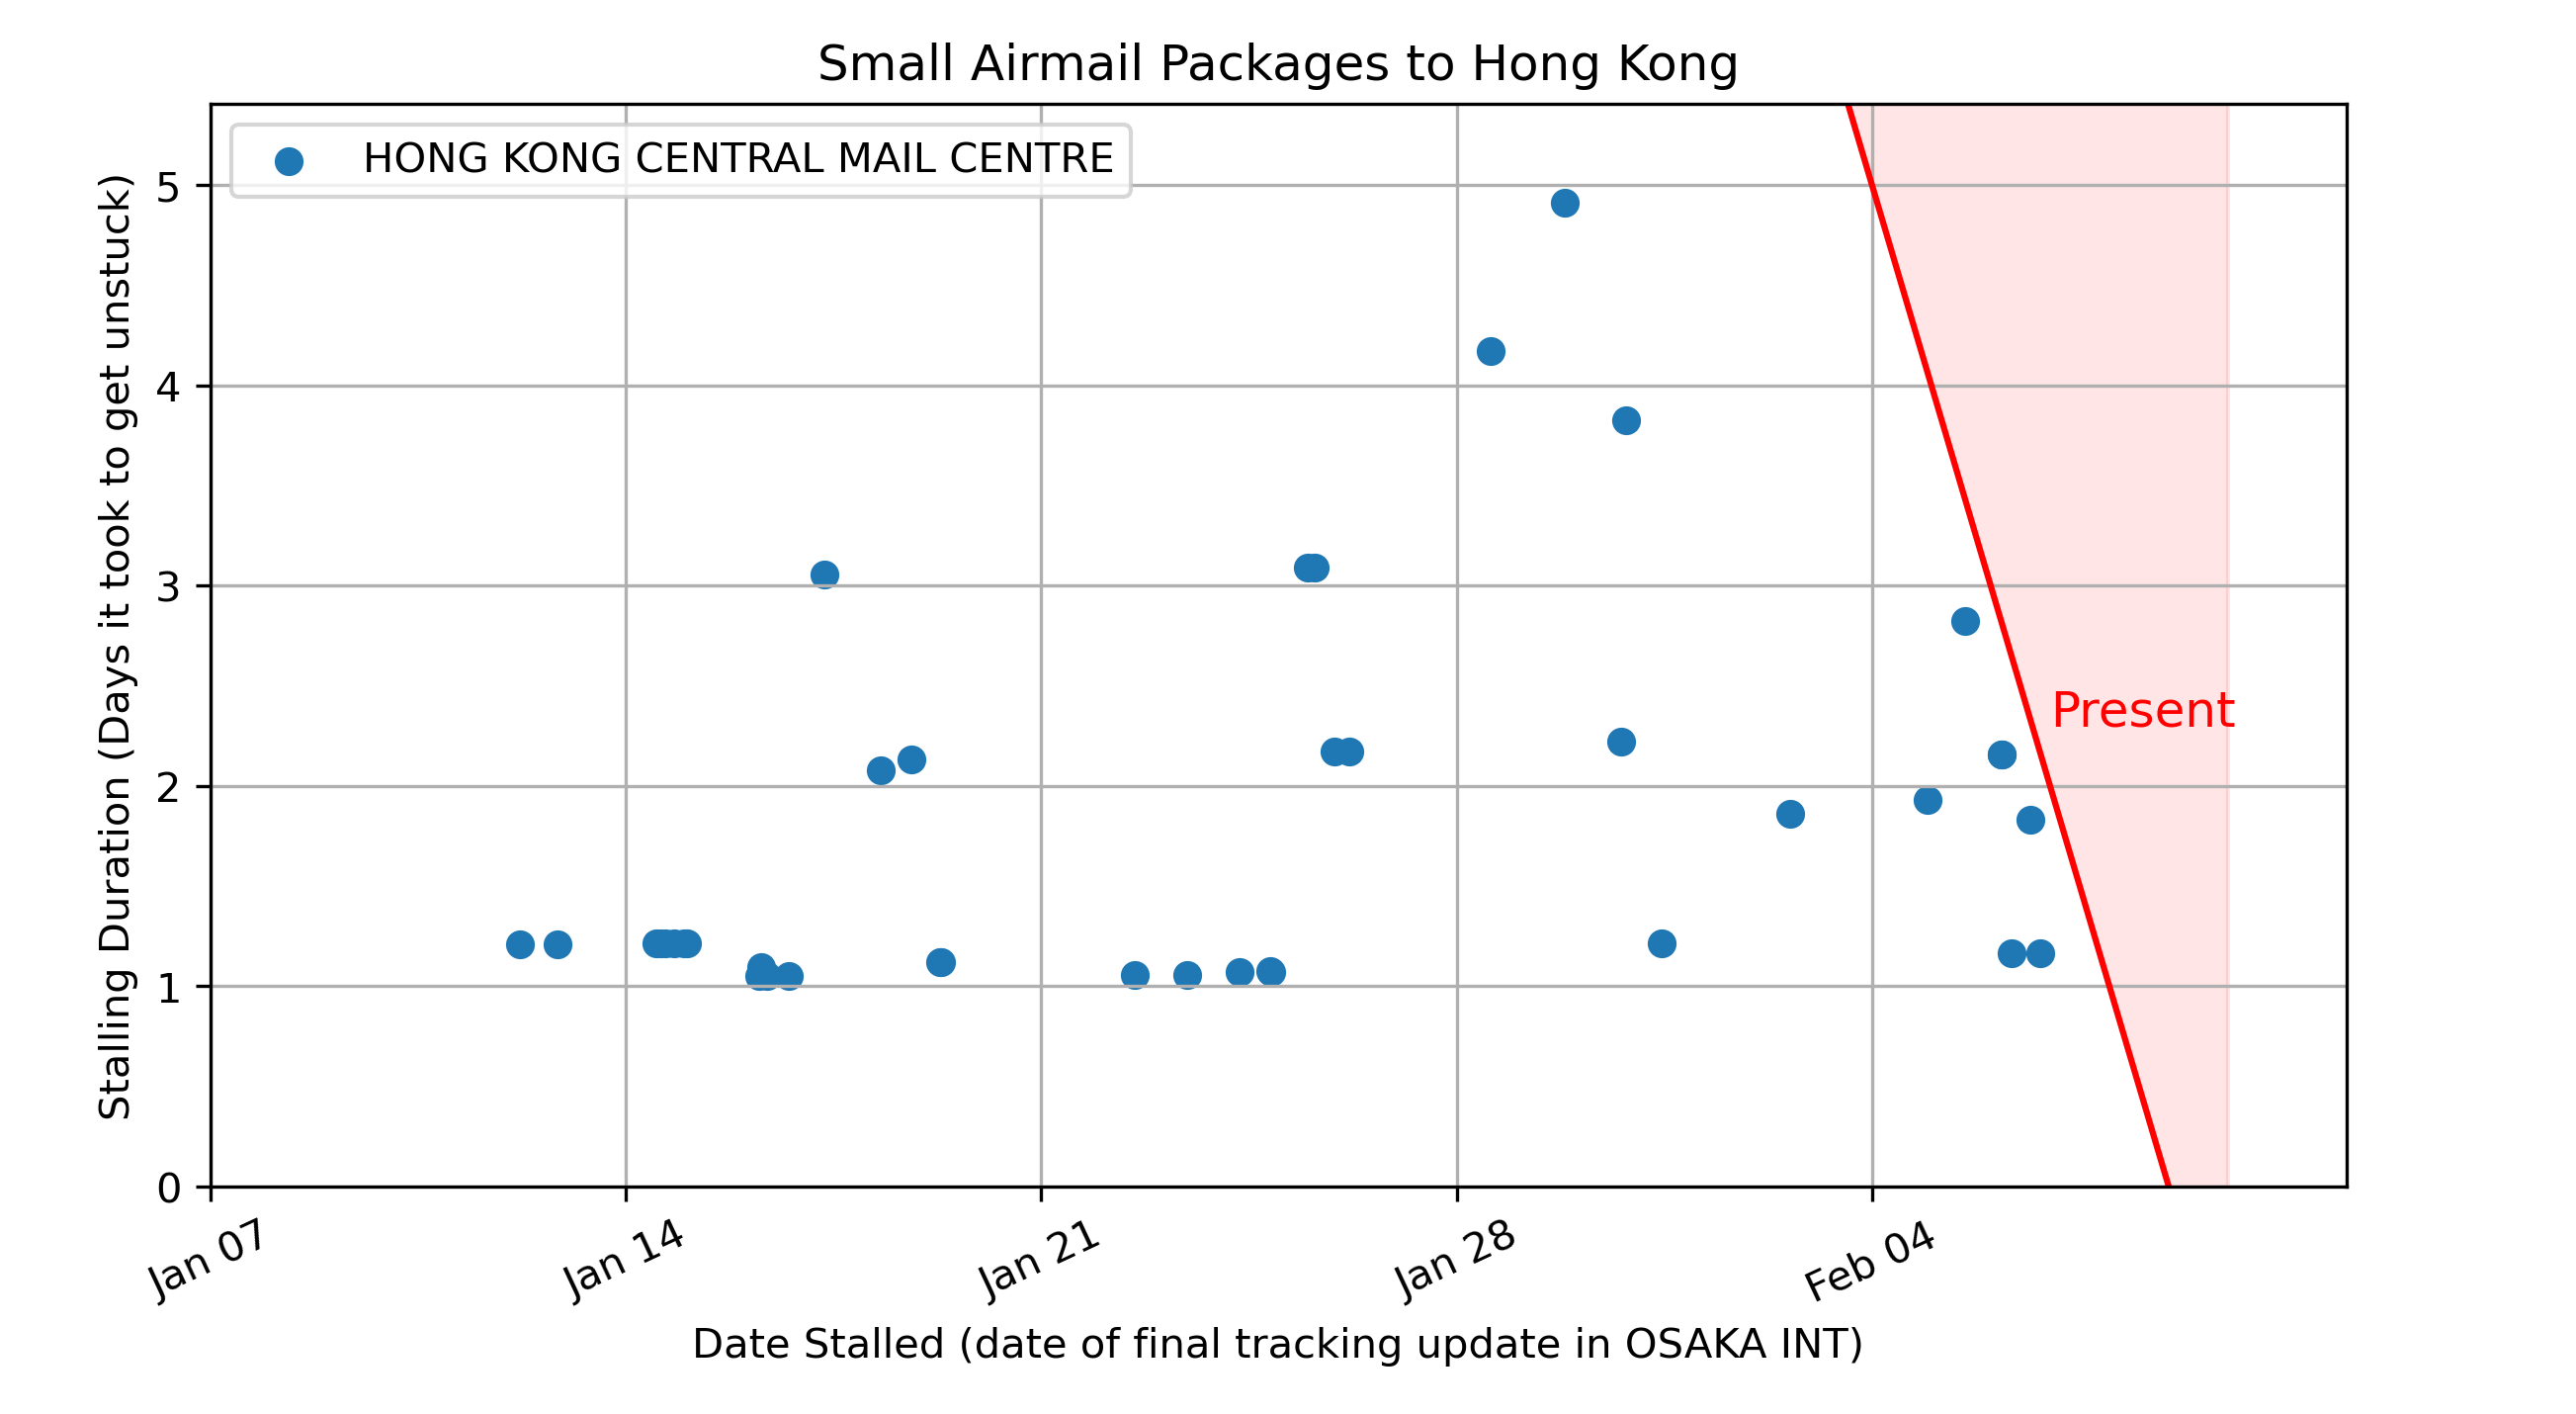 Small Airmail Packages to Hong Kong
HONG KONG CENTRAL MAIL CENTRE
Stalling Duration (Days it took to get unstuck)
5
4
3
2
1
0
Present
Jan 07
Jan 14
Jan 21
Jan 28
Feb 04
Date Stalled (date of final tracking update in OSAKA INT)